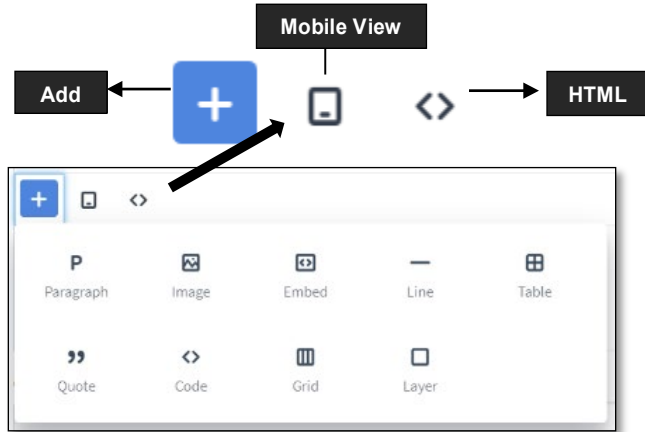 Mobile View
Add
HTML
P
Paragraph
Image
Embed
Line
Table
Quote
Code
Grid
Layer